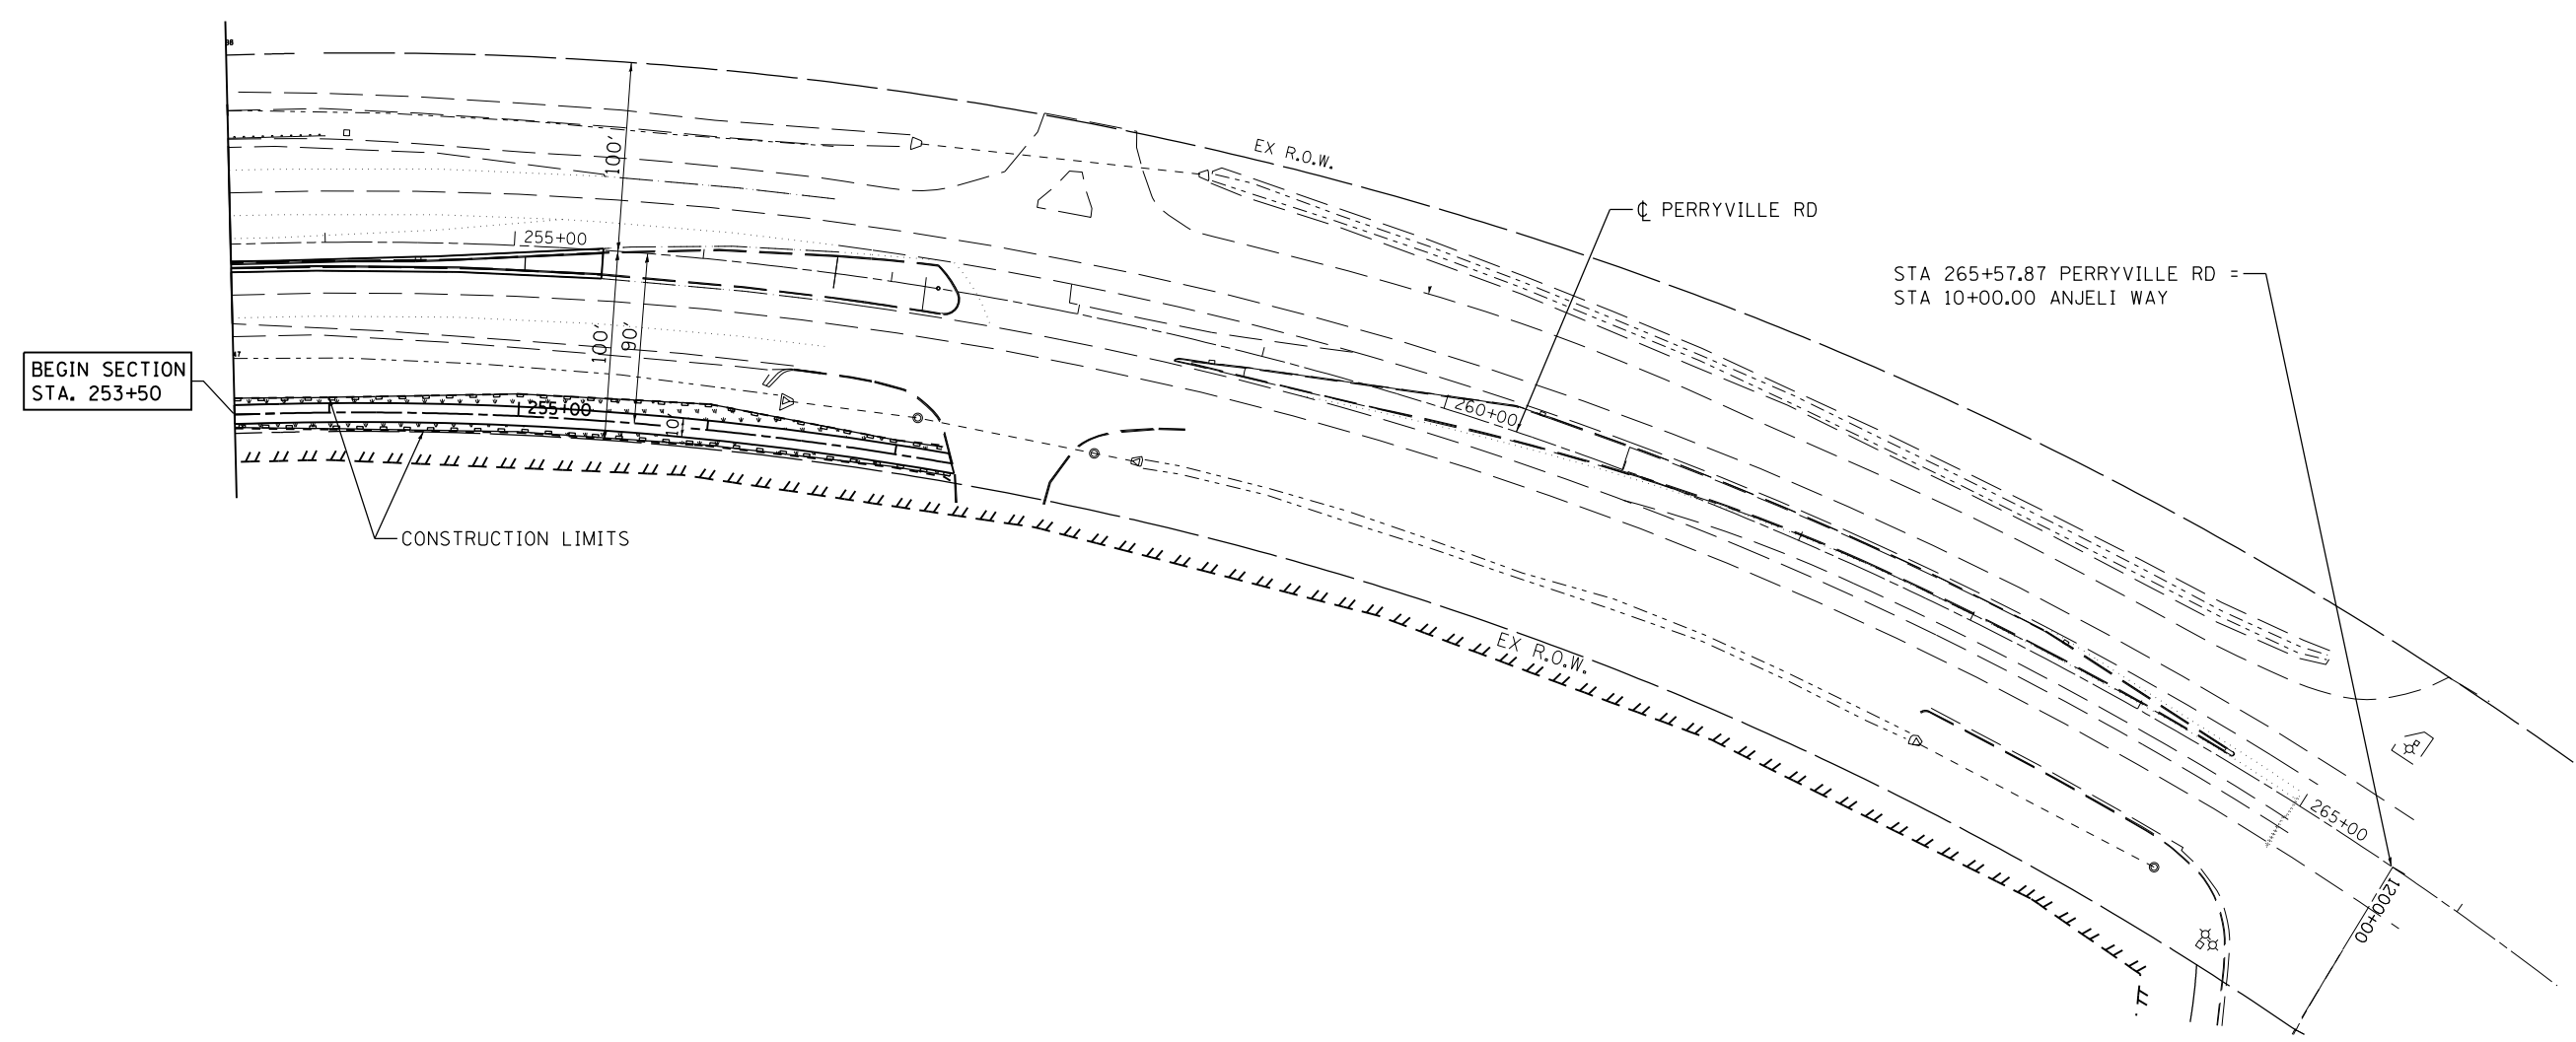 EX R.O.W.
℄ PERRYVILLE RD
100'
255+00
STA 265+57.87 PERRYVILLE RD =
STA 10+00.00 ANJELI WAY
100'
90'
BEGIN SECTION
STA. 253+50
255+00
10'
260+00
CONSTRUCTION LIMITS
EX R.O.W.
265+00
1200+00